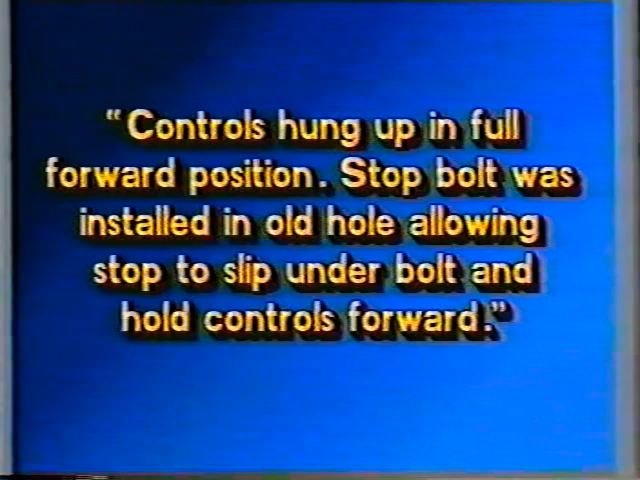 “Controls hung up in full
forward position. Stop bolt was
installed in old hole allowing
stop to slip under bolt and
hold controls forward.”